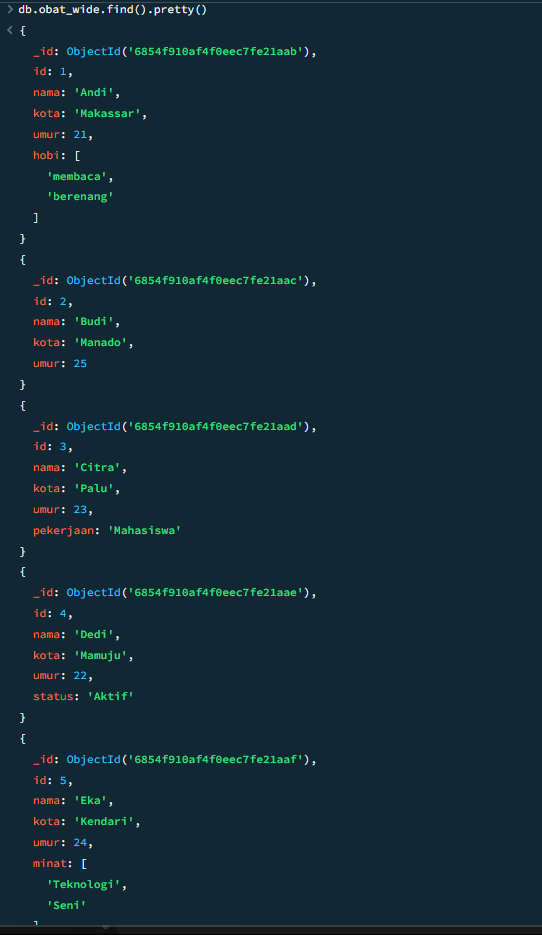 > db.obat_wide.find().pretty()
< {
_id: ObjectId('6854f910af4f0eec7fe21aab'),
id: 1,
nama: 'Andi',
kota: 'Makassar',
umur: 21,
hobi: [
'membaca',
'berenang'
]
}
{
_id: ObjectId('6854f910af4f0eec7fe21aac'),
id: 2,
nama: 'Budi',
kota: 'Manado',
umur: 25
}
{
_id: ObjectId('6854f910af4f0eec7fe21aad'),
id: 3,
nama: 'Citra',
kota: 'Palu',
umur: 23,
pekerjaan: 'Mahasiswa'
}
{
_id: ObjectId('6854f910af4f0eec7fe21aae'),
id: 4,
nama: 'Dedi',
kota: 'Mamuju',
umur: 22,
status: 'Aktif'
}
{
_id: ObjectId('6854f910af4f0eec7fe21aaf'),
id: 5,
nama: 'Eka',
kota: 'Kendari',
umur: 24,
minat: [
'Teknologi',
'Seni'
]